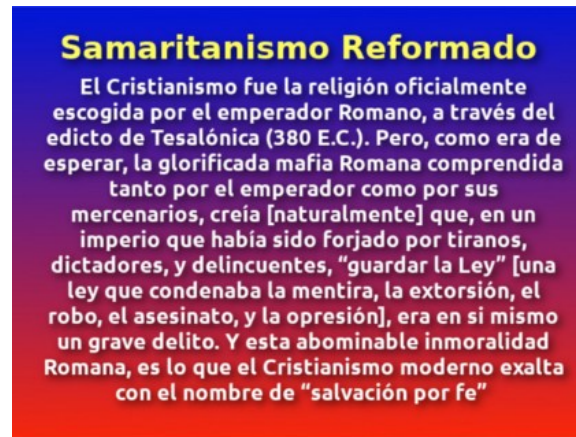 Samaritanismo Reformado
El Cristianismo fue la religión oficialmente
escogida por el emperador Romano, a través del
edicto de Tesalónica (380 E.C.). Pero, como era de
esperar, la glorificada mafia Romana comprendida
tanto por el emperador como por sus
mercenarios, creía [naturalmente] que, en un
imperio que había sido forjado por tiranos,
dictadores, y delincuentes, “guardar la Ley” [una
ley que condenaba la mentira, la extorsión, el
robo, el asesinato, y la opresión], era en si mismo
un grave delito. Y esta abominable inmoralidad
Romana, es lo que el Cristianismo moderno exalta
con el nombre de “salvación por fe”